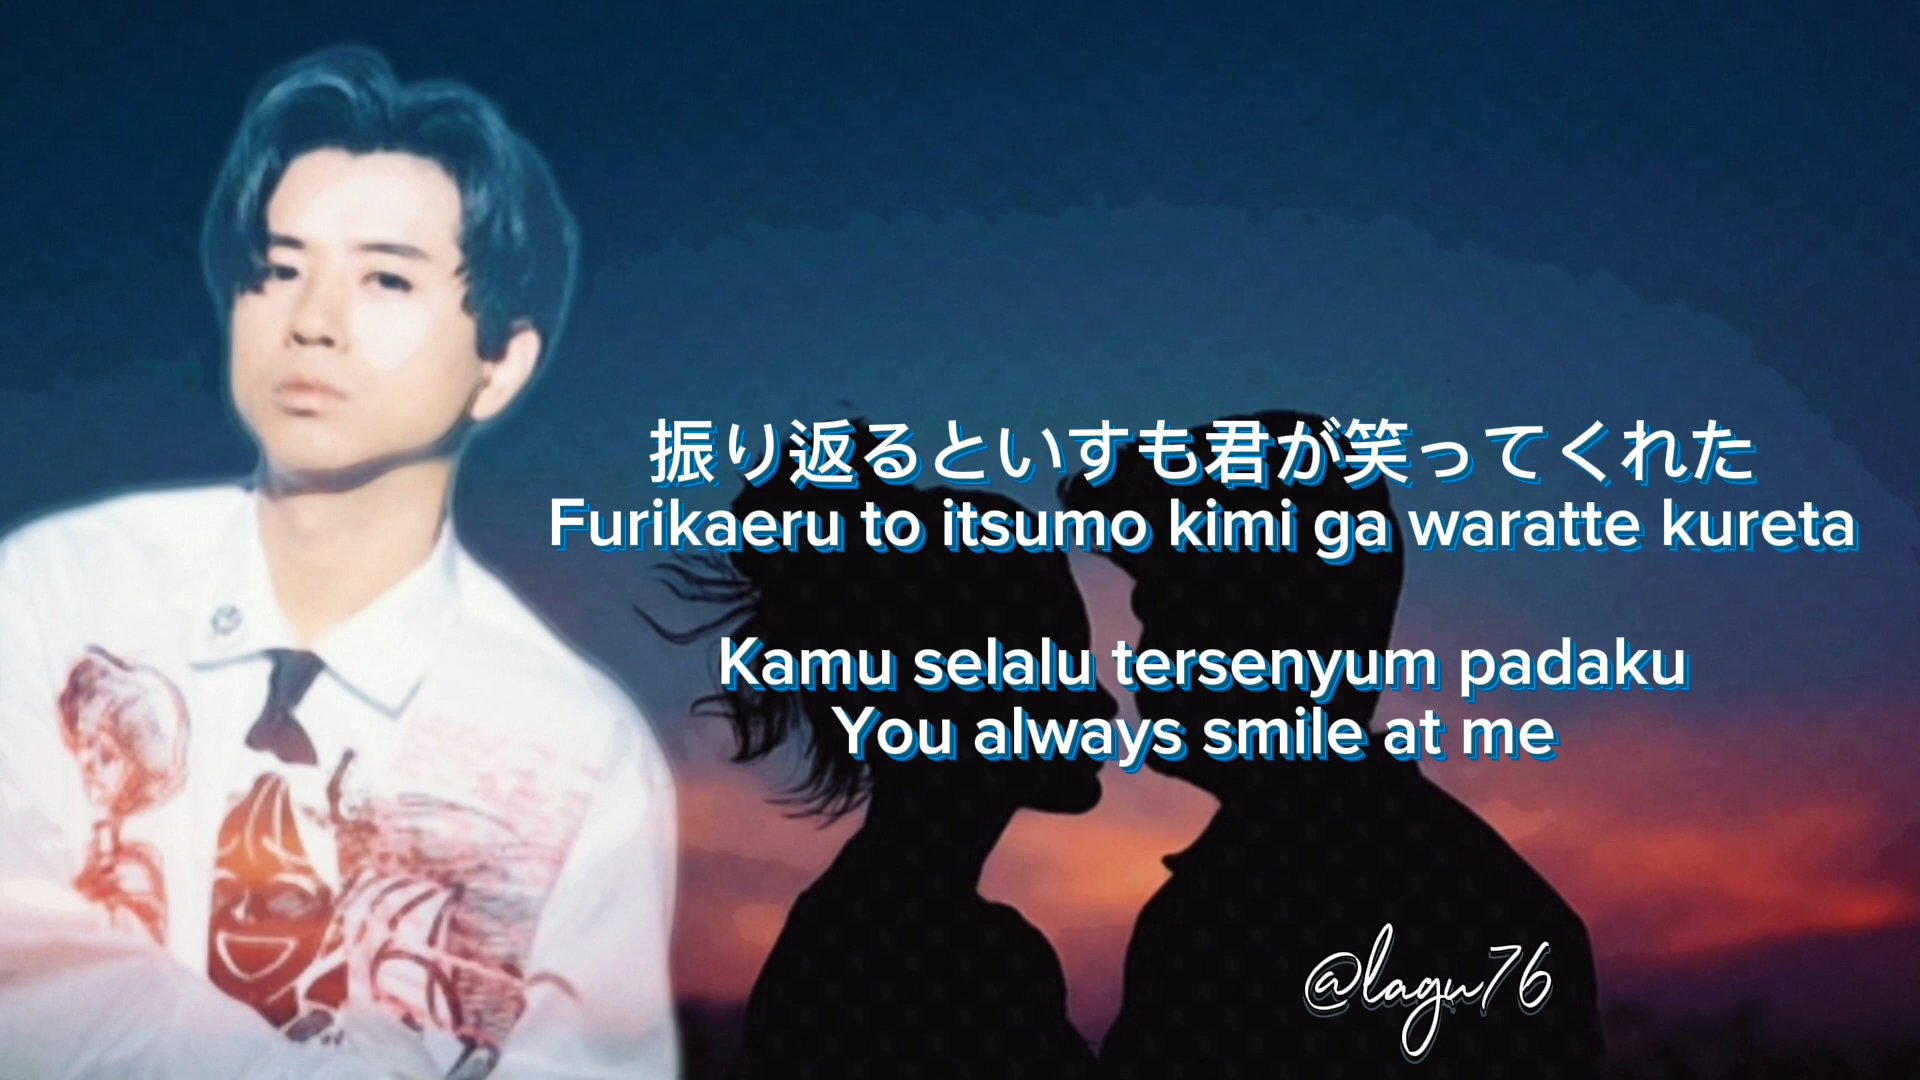 振り返るといすも君が笑ってくれた
Furikaeru to itsumo kimi ga waratte kureta
Kamu selalu tersenyum padaku
You always smile at me
@lagu76